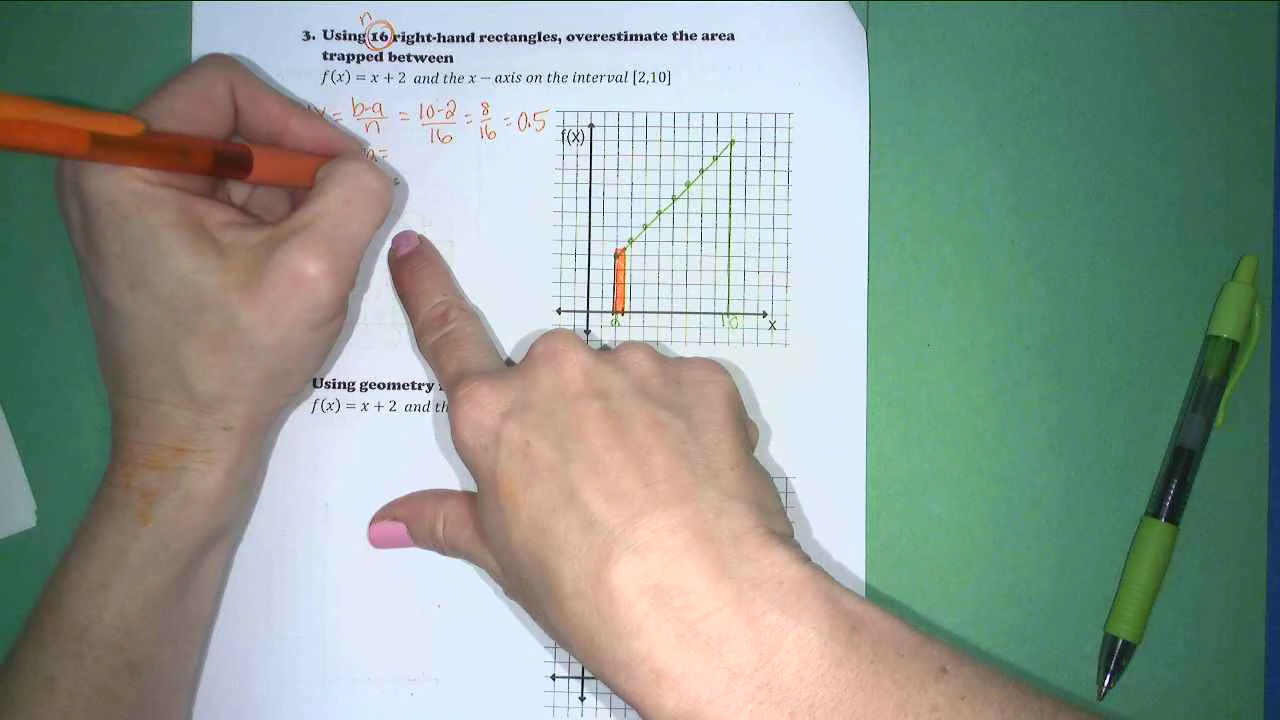 n
3. Using 16 right-hand rectangles, overestimate the area
trapped between
f(x) = x + 2 and the x − axis on the interval [2,10]
= b-a/n = 10-2/16 = 8/16 = 0.5
f(x)
2 10 x
Using geometry
f(x) = x + 2 and th